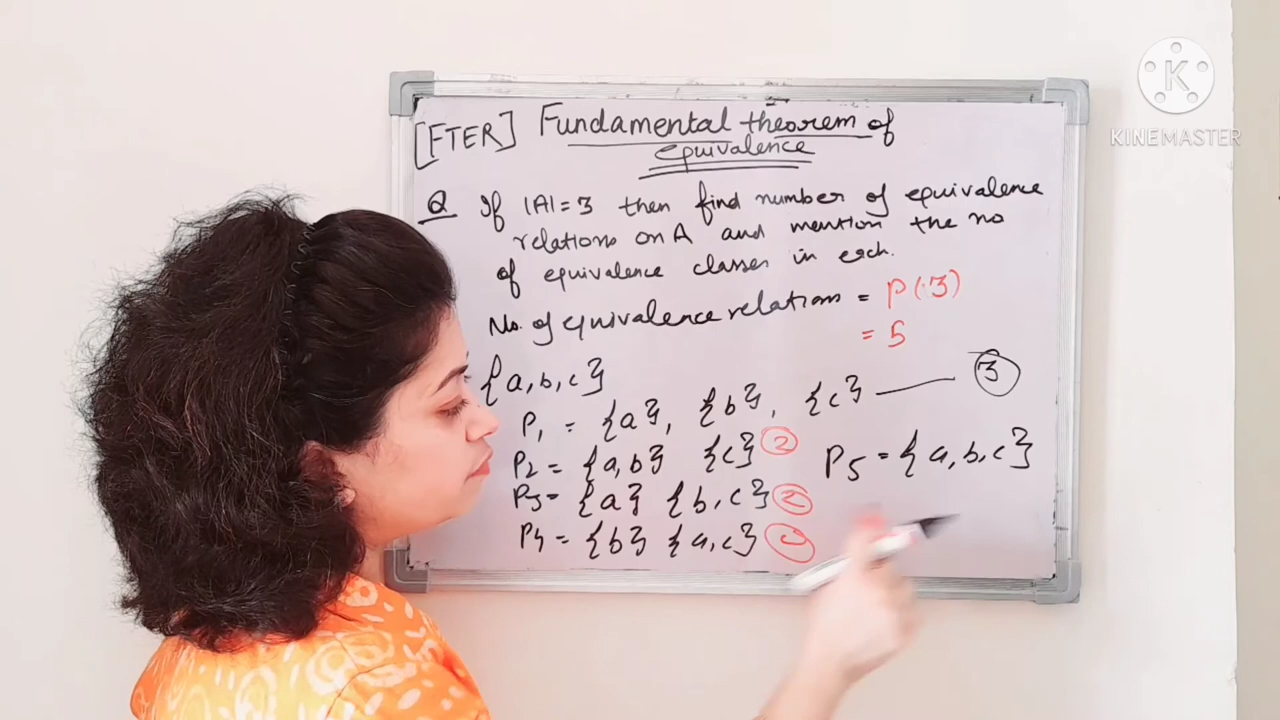 [FTER] Fundamental theorem of
equivalence
Q If |A|=3 then find number of equivalence
relations on A and mention the no
of equivalence classes in each.
No. of equivalence relations = P(3)
= 5
{a,b,c}
P1 = {a}, {b}, {c} — 3
P2 = {a,b} {c} 2
P3 = {a} {b,c} 2
P4 = {b} {a,c}
P5 = {a,b,c}
K
KINEMASTER